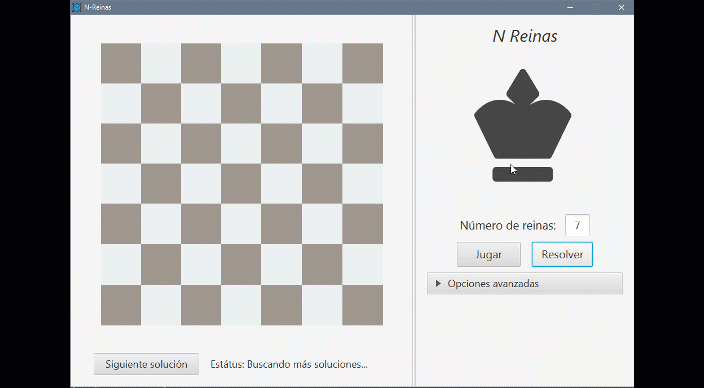 N-Reinas
N Reinas
Número de reinas: 7
Jugar Resolver
Opciones avanzadas
Siguiente solución Estátus: Buscando más soluciones...